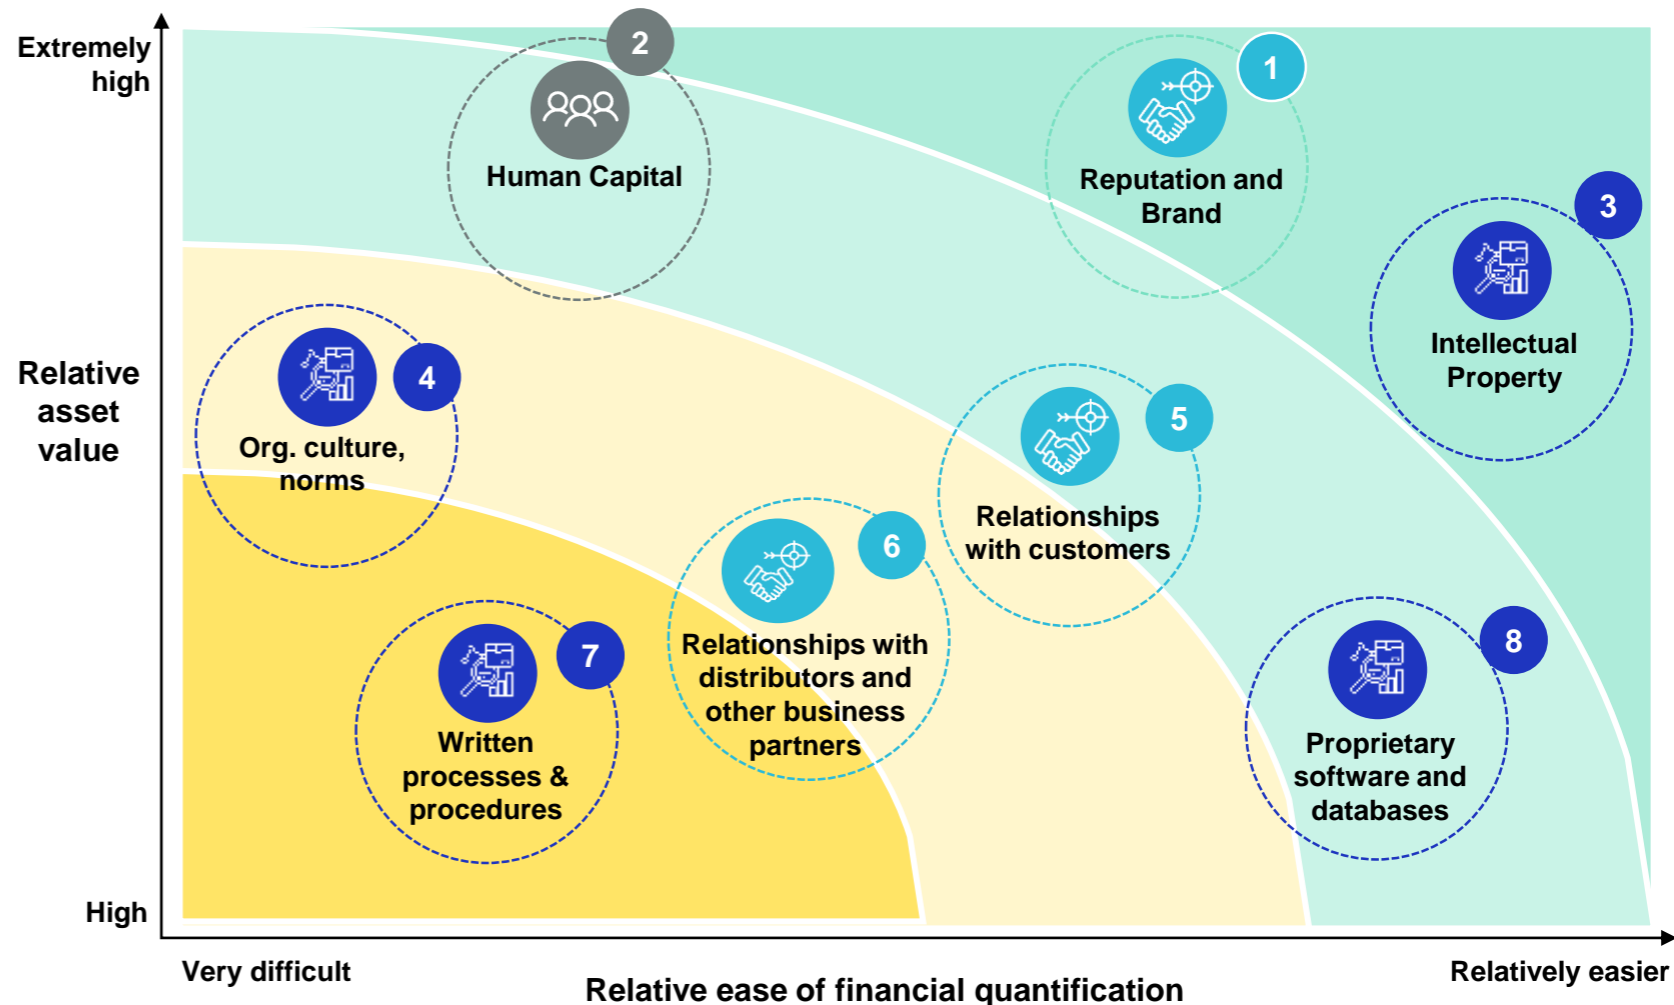 Extremely
high
2
1
Human Capital
Reputation and
Brand
3
Intellectual
Property
Relative
asset
value
4
Org. culture,
norms
5
Relationships
with customers
6
Relationships with
distributors and
other business
partners
7
Written
processes &
procedures
8
Proprietary
software and
databases
High
Very difficult
Relative ease of financial quantification
Relatively easier